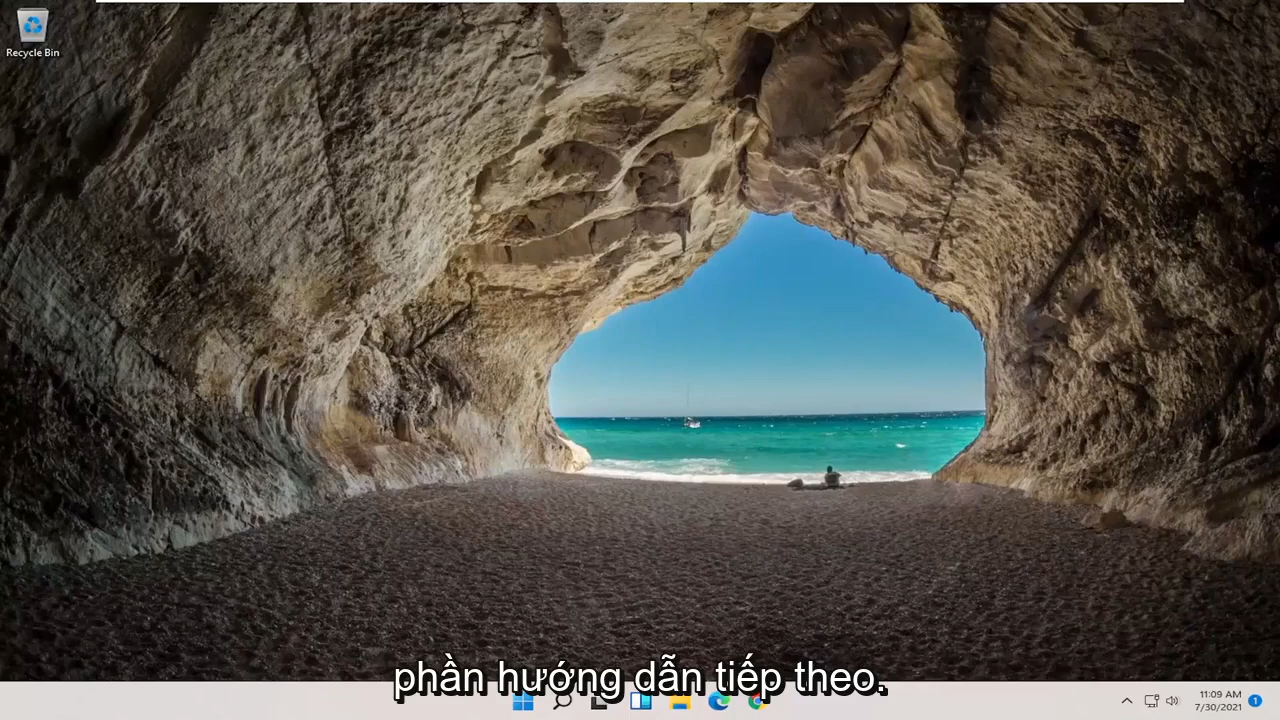 Recycle Bin
phần hướng dẫn tiếp theo.
11:09 AM
7/30/2021
1